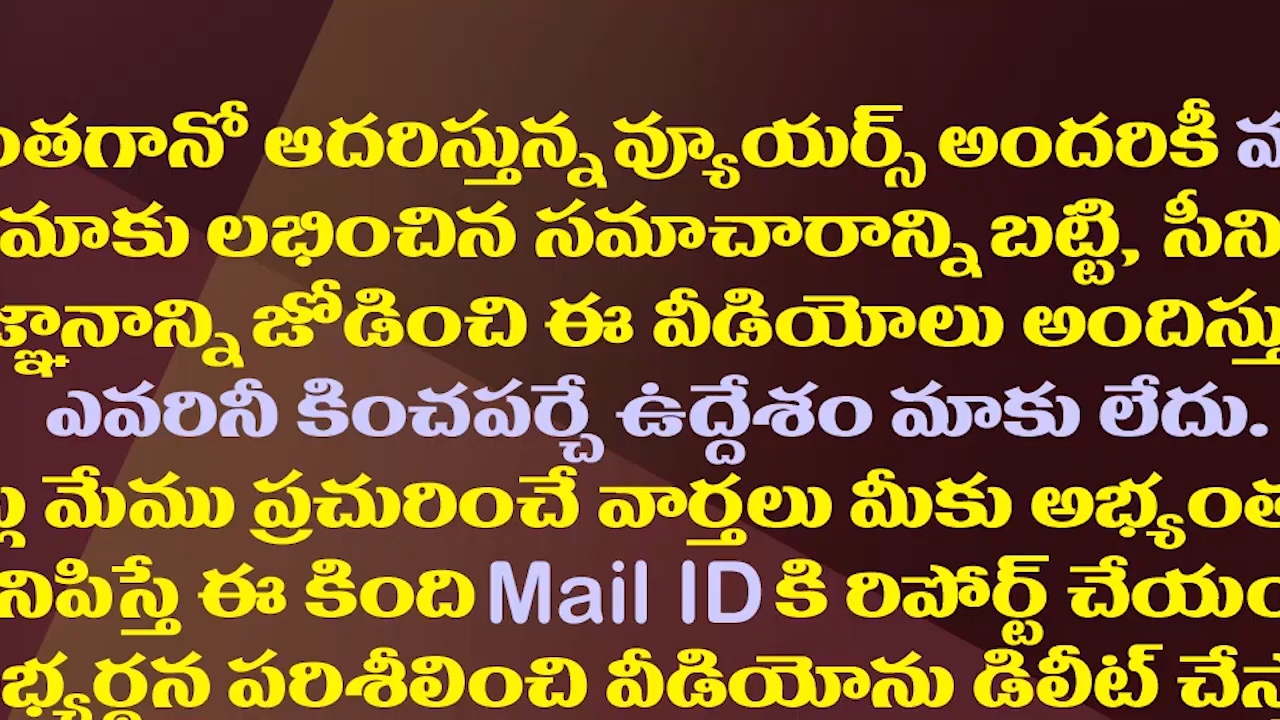 ంతగానో ఆదరిస్తున్న వ్యూయర్స్ అందరికీ
మాకు లభించిన సమాచారాన్ని బట్టి, సీని
జ్ఞానాన్ని జోడించి ఈ వీడియోలు అందిస్తు
ఎవరినీ కించపర్చే ఉద్దేశం మాకు లేదు.
మేము ప్రచురించే వార్తలు మీకు అభ్యంత
నిపిస్తే ఈ కింది Mail ID కి రిపోర్ట్ చేయం
భ్యర్థన పరిశీలించి వీడియోను డిలీట్ చేస